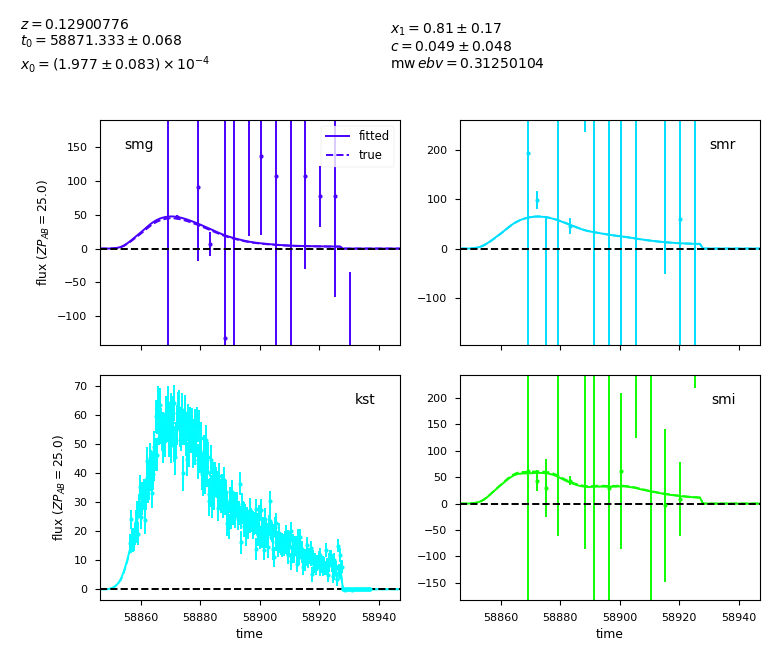 z = 0.12900776
t₀ = 58871.333 ± 0.068
x₀ = (1.977 ± 0.083) × 10⁻⁴
x₁ = 0.81 ± 0.17
c = 0.049 ± 0.048
mw ebv = 0.31250104
smg
fitted
true
150
100
50
0
−50
−100
flux (ZP_AB = 25.0)
smr
200
100
0
−100
kst
70
60
50
40
30
20
10
0
flux (ZP_AB = 25.0)
58860 58880 58900 58920 58940
time
smi
200
150
100
50
0
−50
−100
−150
58860 58880 58900 58920 58940
time